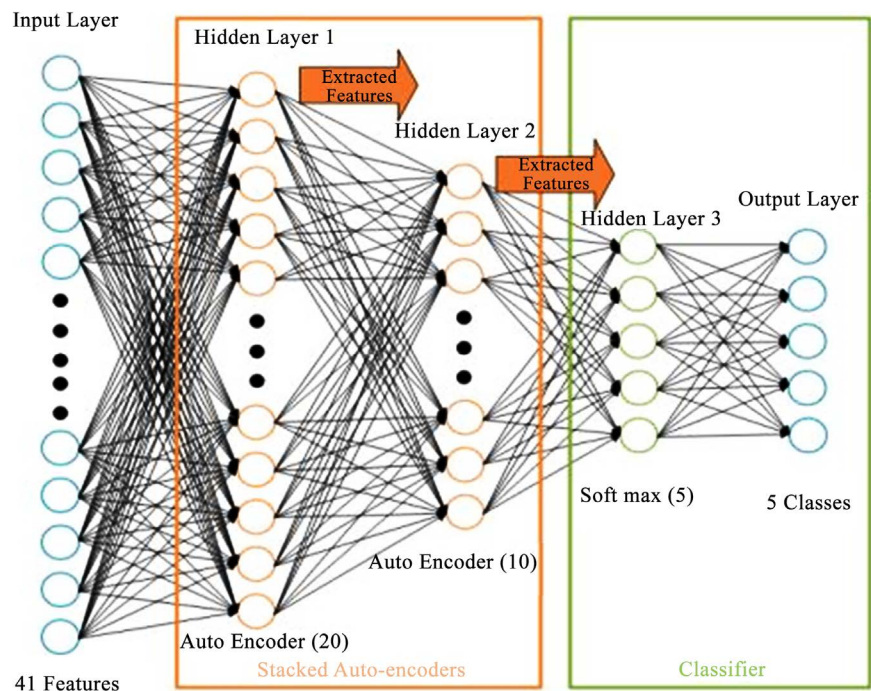 Input Layer
Hidden Layer 1
Extracted
Features
Hidden Layer 2
Extracted
Features
Hidden Layer 3
Output Layer
Soft max (5)
5 Classes
Auto Encoder (10)
Auto Encoder (20)
Stacked Auto-encoders
Classifier
41 Features